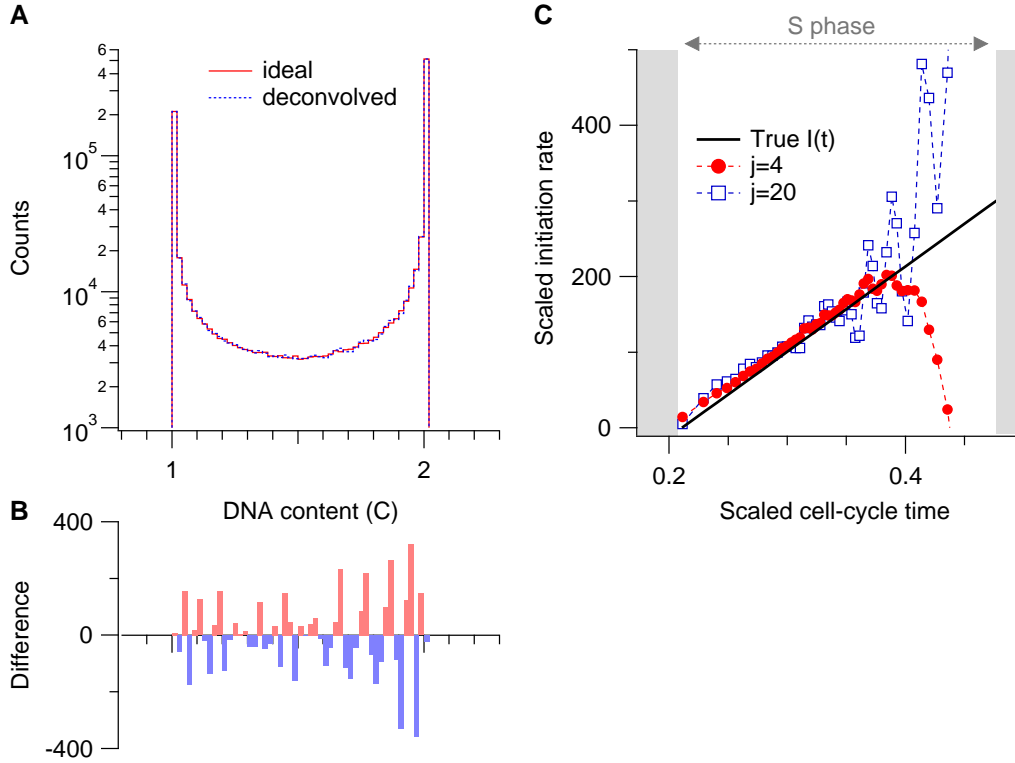 A
6
4
2
10^5
8
6
4
2
10^4
8
6
4
2
10^3
Counts
ideal
deconvolved
1
2
DNA content (C)
B
400
0
-400
Difference
C
S phase
400
200
0
Scaled initiation rate
True I(t)
j=4
j=20
0.2
0.4
Scaled cell-cycle time